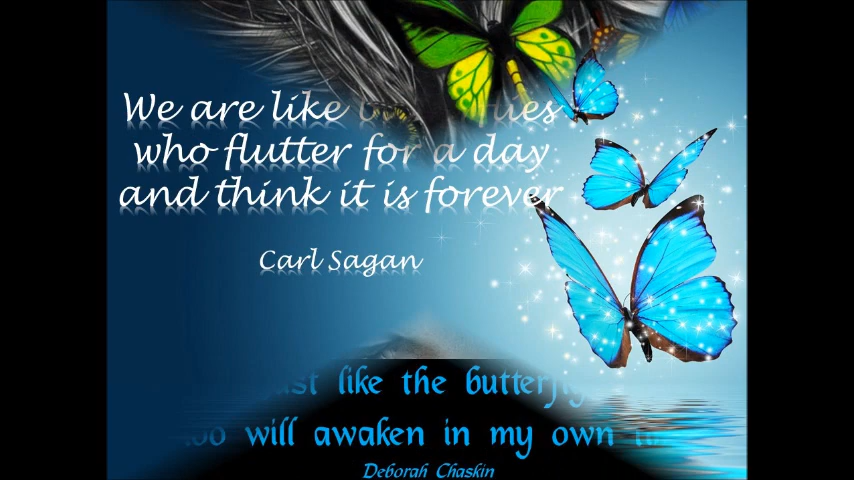 We are like
who flutter for a day
and think it is forever
Carl Sagan
like the
will awaken in my own
Deborah Chaskin